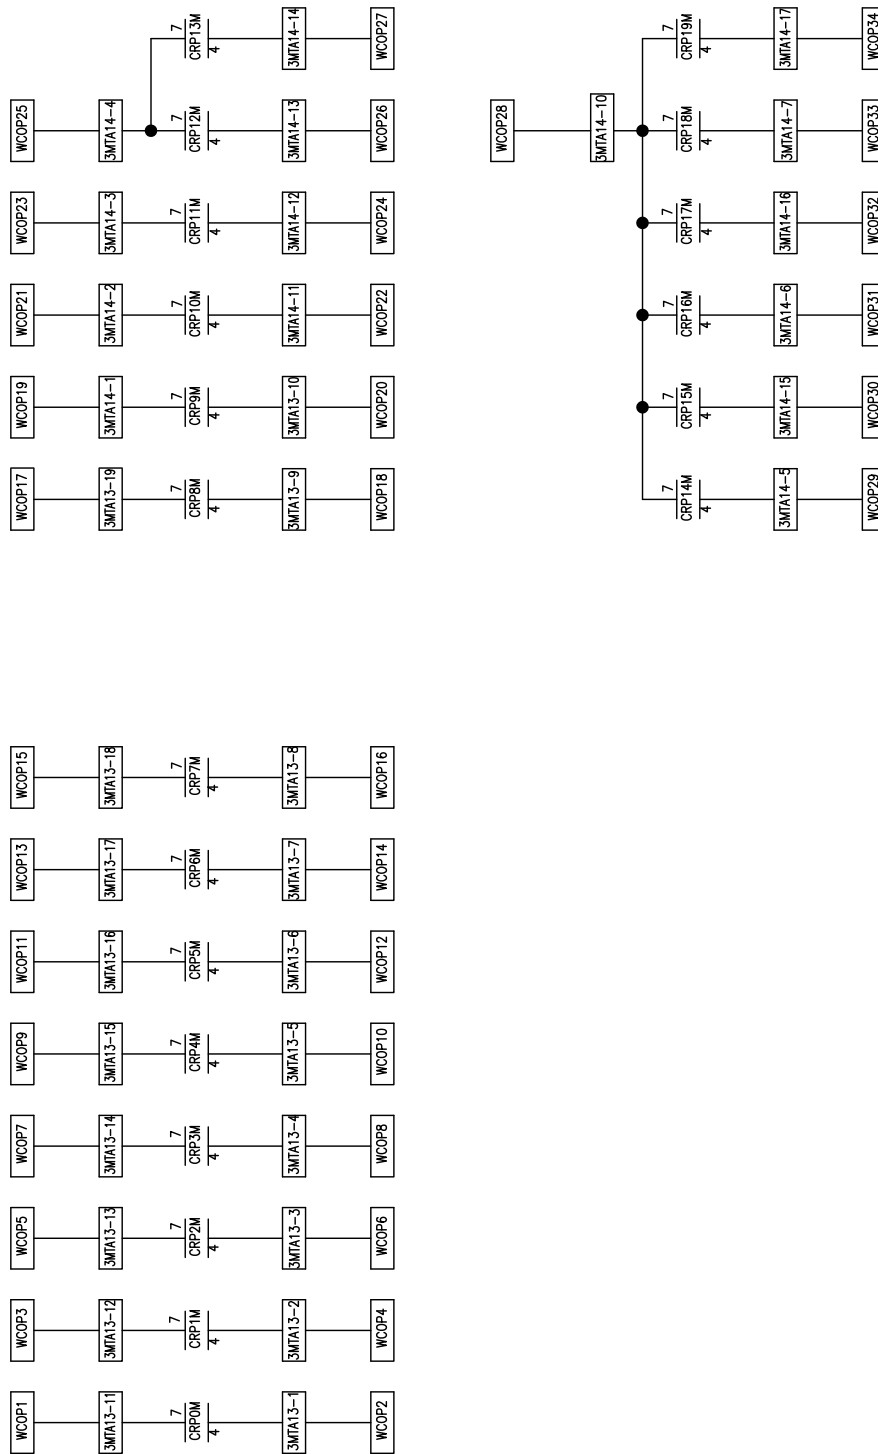 WCOP1 WCOP3 WCOP5 WCOP7 WCOP9 WCOP11 WCOP13 WCOP15 WCOP17 WCOP19 WCOP21 WCOP23 WCOP25
3MTA13-11 3MTA13-12 3MTA13-13 3MTA13-14 3MTA13-15 3MTA13-16 3MTA13-17 3MTA13-18 3MTA13-19 3MTA14-1 3MTA14-2 3MTA14-3 3MTA14-4
7 7 7 7 7 7 7 7 7 7 7 7 7 7
CRP0M CRP1M CRP2M CRP3M CRP4M CRP5M CRP6M CRP7M CRP8M CRP9M CRP10M CRP11M CRP12M CRP13M
4 4 4 4 4 4 4 4 4 4 4 4 4 4
3MTA13-1 3MTA13-2 3MTA13-3 3MTA13-4 3MTA13-5 3MTA13-6 3MTA13-7 3MTA13-8 3MTA13-9 3MTA13-10 3MTA14-11 3MTA14-12 3MTA14-13 3MTA14-14
WCOP2 WCOP4 WCOP6 WCOP8 WCOP10 WCOP12 WCOP14 WCOP16 WCOP18 WCOP20 WCOP22 WCOP24 WCOP26 WCOP27
WCOP28
3MTA14-10
7 7 7 7 7 7
CRP14M CRP15M CRP16M CRP17M CRP18M CRP19M
4 4 4 4 4 4
3MTA14-5 3MTA14-15 3MTA14-6 3MTA14-16 3MTA14-7 3MTA14-17
WCOP29 WCOP30 WCOP31 WCOP32 WCOP33 WCOP34